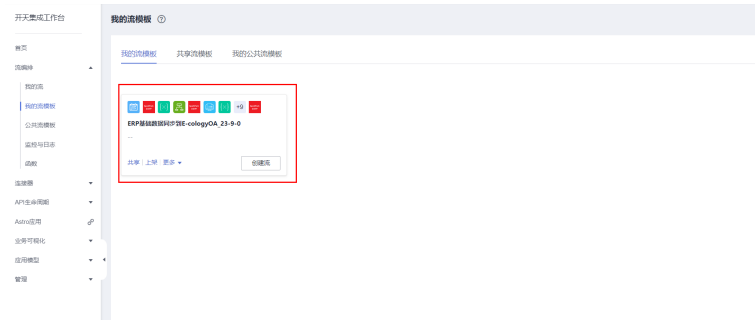 开天集成工作台
我的流模板
首页
流编排
我的流
我的流模板
公共流模板
监控与日志
函数
连接器
API生命周期
Astro应用
业务可视化
应用模型
管理
我的流模板 共享流模板 我的公共流模板
+9
ERP基础数据同步到E-cologyOA_23-9-0
...
共享 上架 更多
创建流